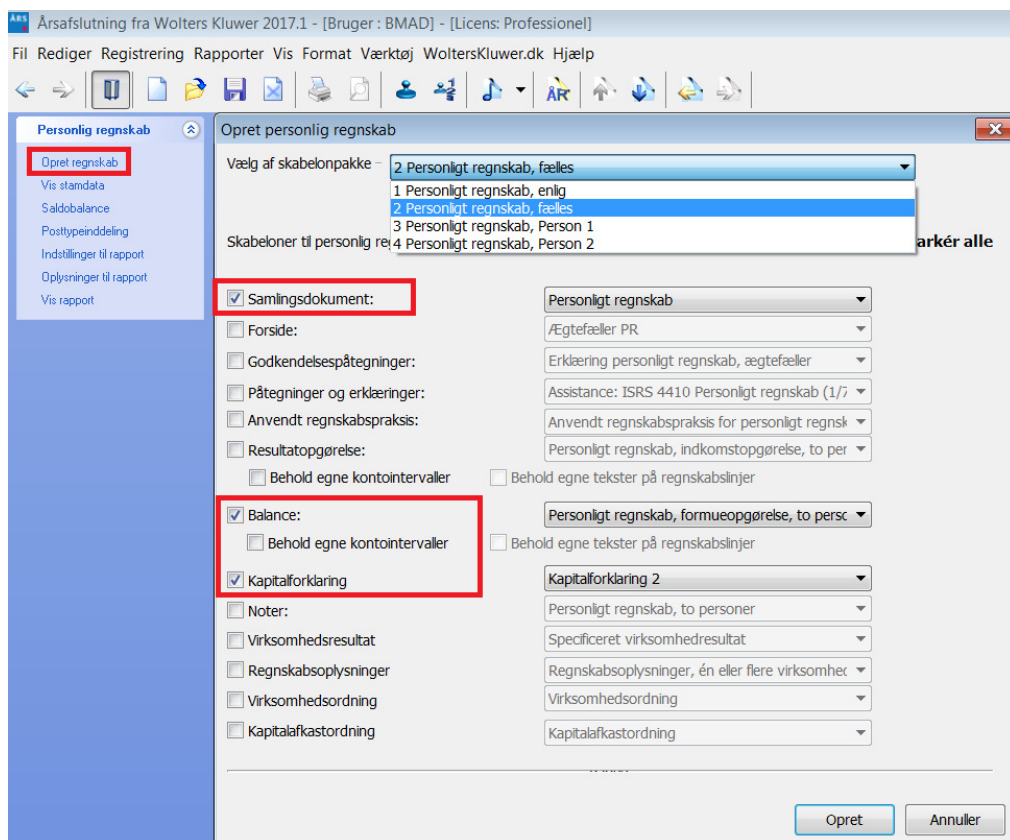 ÅRS Årsafslutning fra Wolters Kluwer 2017.1 - [Bruger : BMAD] - [Licens: Professionel]
Fil Rediger Registrering Rapporter Vis Format Værktøj WoltersKluwer.dk Hjælp
ÅR
Personlig regnskab
Opret regnskab
Vis stamdata
Saldobalance
Posttypeinddeling
Indstillinger til rapport
Oplysninger til rapport
Vis rapport
Opret personlig regnskab
Vælg af skabelonpakke 2 Personligt regnskab, fælles
1 Personligt regnskab, enlig
2 Personligt regnskab, fælles
3 Personligt regnskab, Person 1
4 Personligt regnskab, Person 2
Skabeloner til personlig reg arkér alle
Samlingsdokument: Personligt regnskab
Forside: Ægtefæller PR
Godkendelsespåtegninger: Erklæring personligt regnskab, ægtefæller
Påtegninger og erklæringer: Assistance: ISRS 4410 Personligt regnskab (1/7
Anvendt regnskabspraksis: Anvendt regnskabspraksis for personligt regnsk
Resultatopgørelse: Personligt regnskab, indkomstopgørelse, to per
Behold egne kontointervaller Behold egne tekster på regnskabslinjer
Balance: Personligt regnskab, formueopgørelse, to persc
Behold egne kontointervaller Behold egne tekster på regnskabslinjer
Kapitalforklaring Kapitalforklaring 2
Noter: Personligt regnskab, to personer
Virksomhedsresultat Specificeret virksomhedresultat
Regnskabsoplysninger Regnskabsoplysninger, én eller flere virksomhec
Virksomhedsordning Virksomhedsordning
Kapitalafkastordning Kapitalafkastordning
Opret Annuller